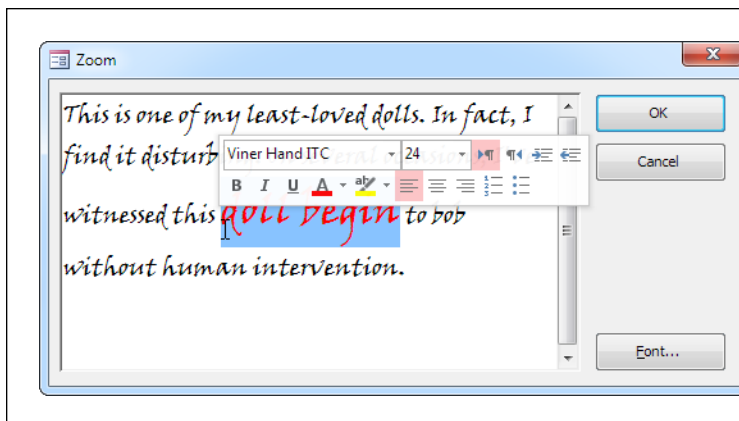 Zoom
This is one of my least-loved dolls. In fact, I
find it disturb
Viner Hand ITC 24
B I U A ab
witnessed this doll begin to bob
without human intervention.
OK
Cancel
Font...